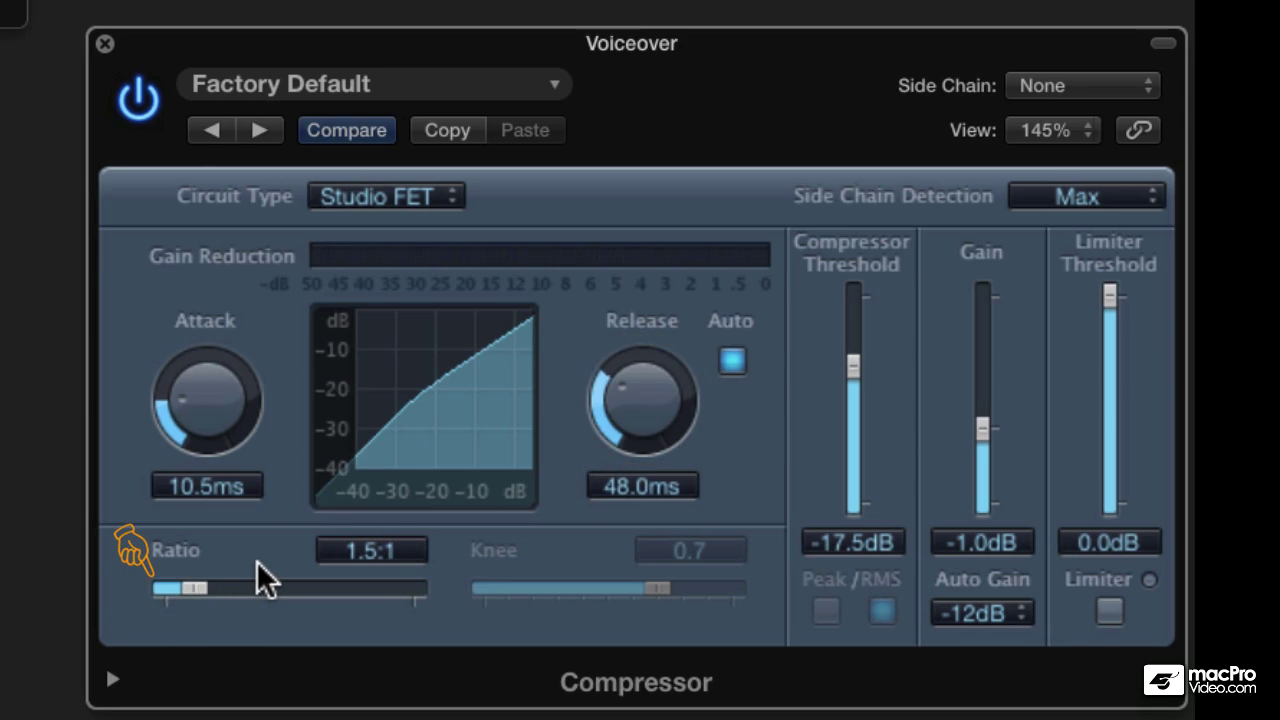 Voiceover
Factory Default
Side Chain: None
Compare Copy Paste
View: 145%
Circuit Type Studio FET
Side Chain Detection Max
Gain Reduction
-dB 50 45 40 35 30 25 20 15 12 10 8 6 5 4 3 2 1 .5 0
Compressor
Threshold
Gain
Limiter
Threshold
Attack
dB
-10
-20
-30
-40
-40 -30 -20 -10 dB
Release Auto
10.5ms
48.0ms
-17.5dB
-1.0dB
0.0dB
Ratio 1.5:1
Knee 0.7
Peak / RMS
Auto Gain
-12dB
Limiter
Compressor
macPro
Video.com